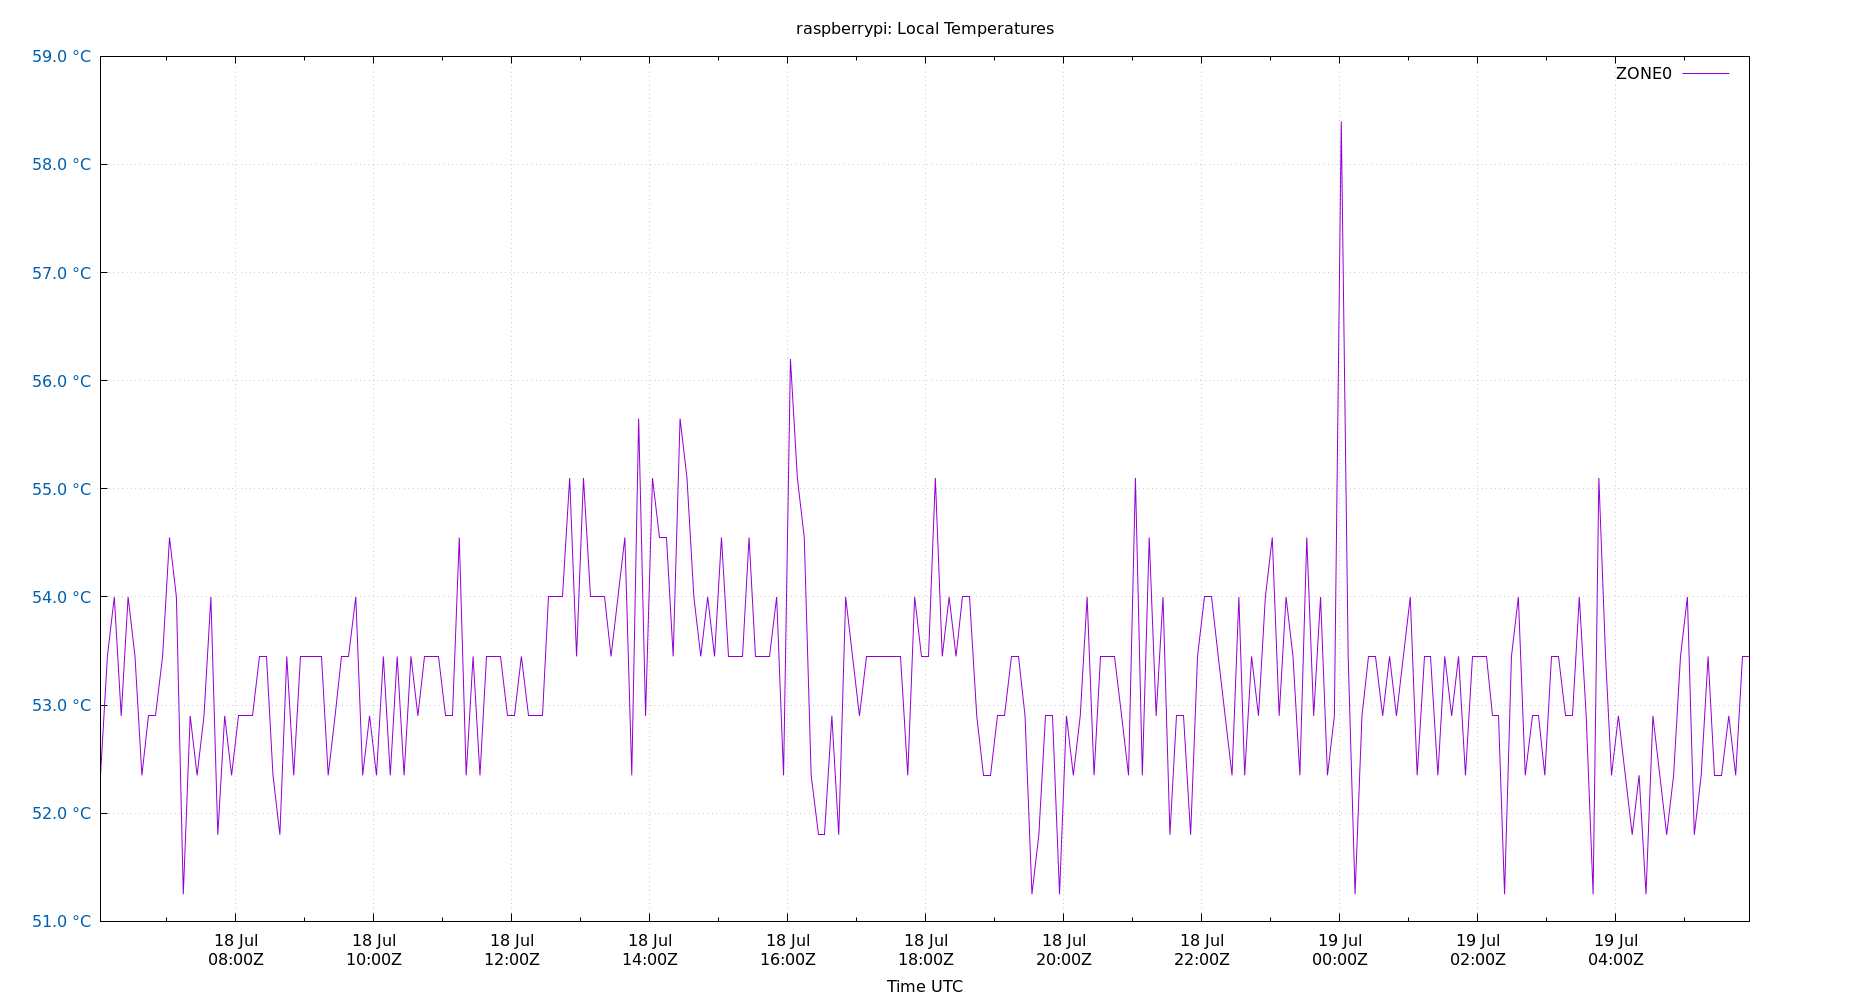 raspberrypi: Local Temperatures
59.0 °C
58.0 °C
57.0 °C
56.0 °C
55.0 °C
54.0 °C
53.0 °C
52.0 °C
51.0 °C
ZONE0
18 Jul
08:00Z
18 Jul
10:00Z
18 Jul
12:00Z
18 Jul
14:00Z
18 Jul
16:00Z
18 Jul
18:00Z
18 Jul
20:00Z
18 Jul
22:00Z
19 Jul
00:00Z
19 Jul
02:00Z
19 Jul
04:00Z
Time UTC